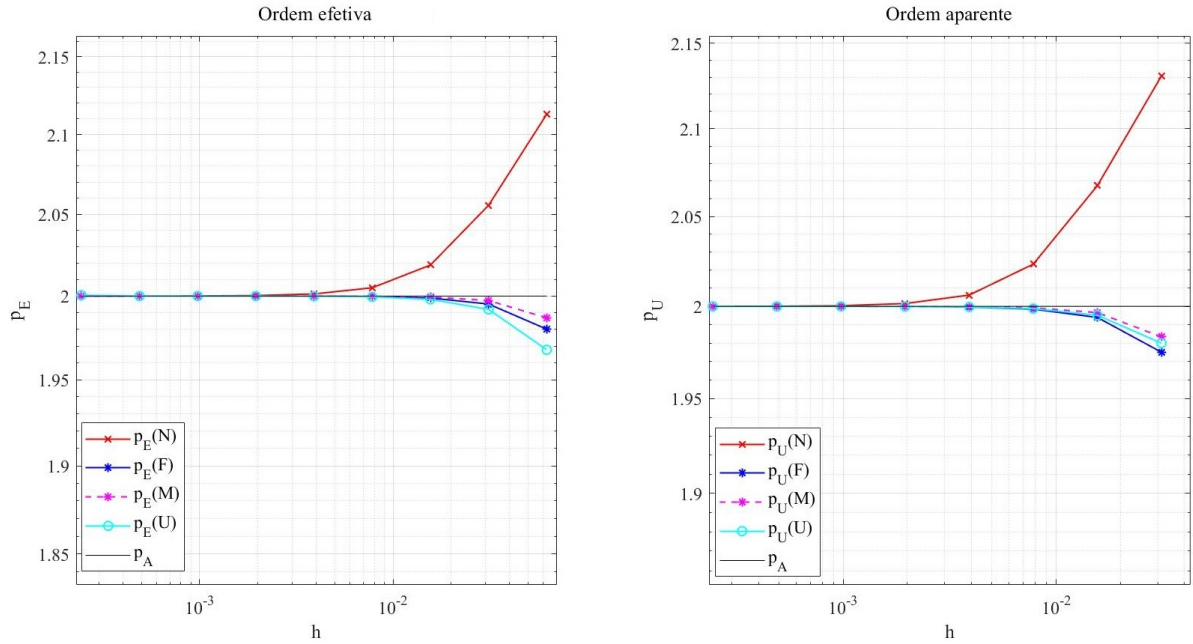 Ordem efetiva
2.15
2.1
2.05
2
1.95
1.9
1.85
p_E
p_E(N)
p_E(F)
p_E(M)
p_E(U)
p_A
10^-3
10^-2
h
Ordem aparente
2.15
2.1
2.05
2
1.95
1.9
p_U
p_U(N)
p_U(F)
p_U(M)
p_U(U)
p_A
10^-3
10^-2
h